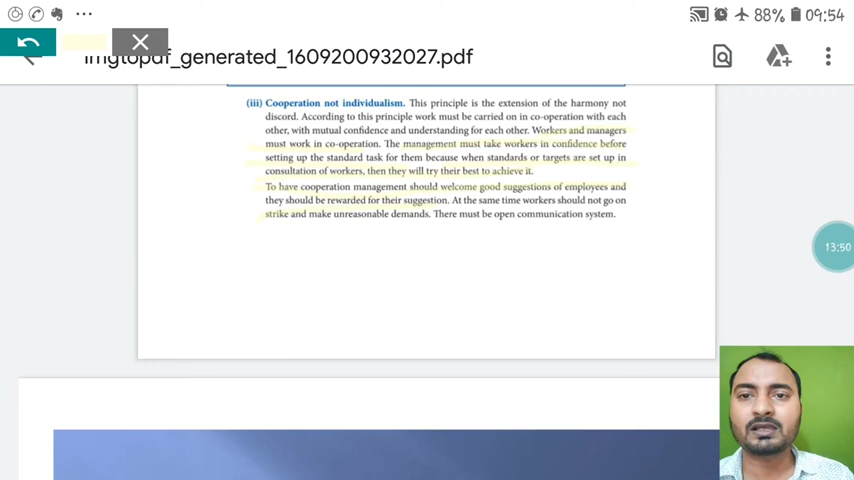 88% 09:54
imgtopdf_generated_1609200932027.pdf
(iii) Cooperation not individualism. This principle is the extension of the harmony not
discord. According to this principle work must be carried on in co-operation with each
other, with mutual confidence and understanding for each other. Workers and managers
must work in co-operation. The management must take workers in confidence before
setting up the standard task for them because when standards or targets are set up in
consultation of workers, then they will try their best to achieve it.
To have cooperation management should welcome good suggestions of employees and
they should be rewarded for their suggestion. At the same time workers should not go on
strike and make unreasonable demands. There must be open communication system.
13:50